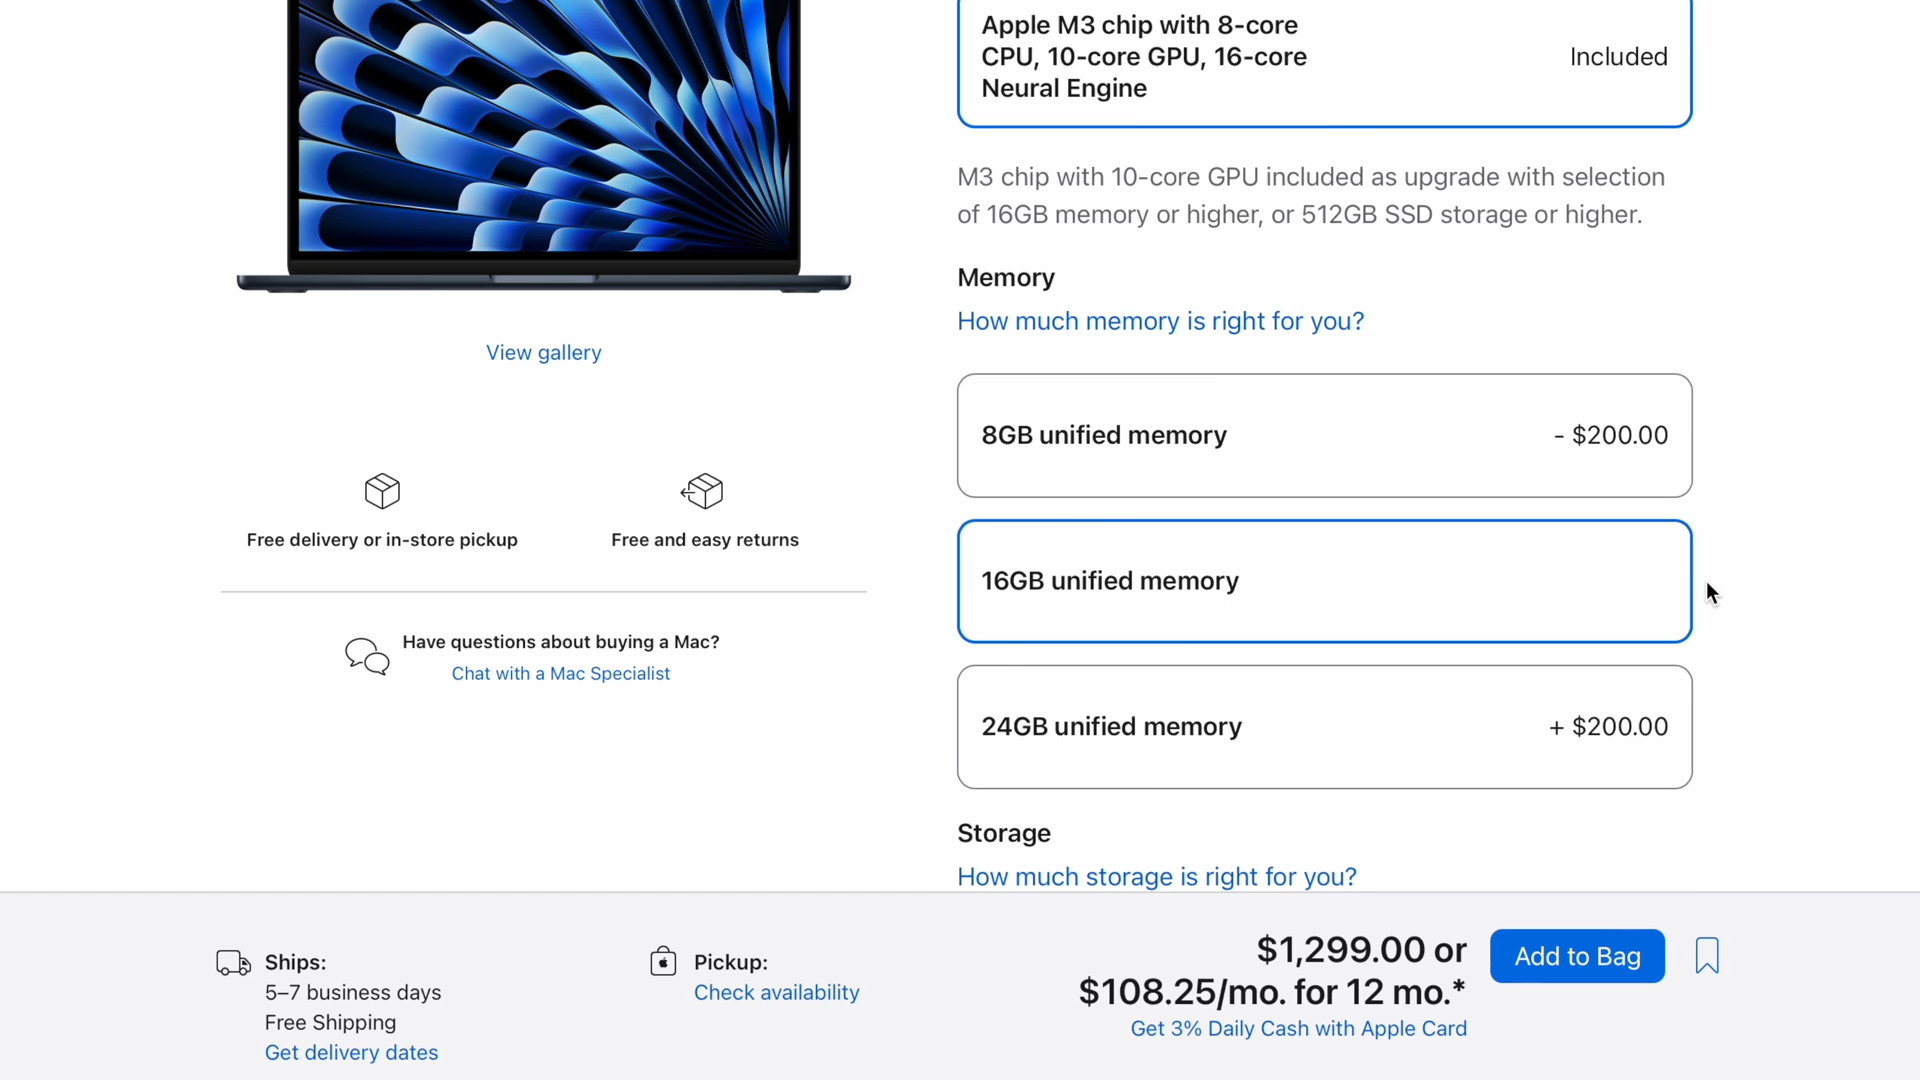 Apple M3 chip with 8-core
CPU, 10-core GPU, 16-core
Neural Engine
Included
M3 chip with 10-core GPU included as upgrade with selection
of 16GB memory or higher, or 512GB SSD storage or higher.
Memory
How much memory is right for you?
View gallery
8GB unified memory
- $200.00
Free delivery or in-store pickup
Free and easy returns
16GB unified memory
Have questions about buying a Mac?
Chat with a Mac Specialist
24GB unified memory
+ $200.00
Storage
How much storage is right for you?
Ships:
5–7 business days
Free Shipping
Get delivery dates
Pickup:
Check availability
$1,299.00 or
$108.25/mo. for 12 mo.*
Get 3% Daily Cash with Apple Card
Add to Bag